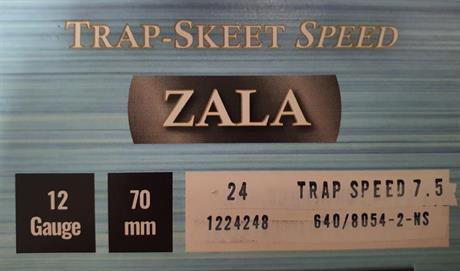 TRAP-SKEET SPEED
ZALA
12 Gauge
70 mm
24 TRAP SPEED 7.5
1224248 640/8054-2-NS